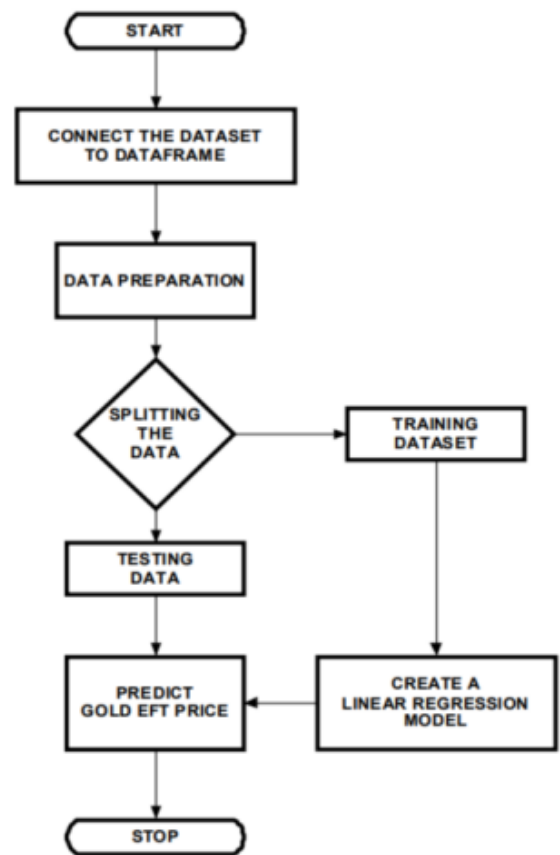 START
CONNECT THE DATASET
TO DATAFRAME
DATA PREPARATION
SPLITTING
THE
DATA
TRAINING
DATASET
TESTING
DATA
PREDICT
GOLD EFT PRICE
CREATE A
LINEAR REGRESSION
MODEL
STOP